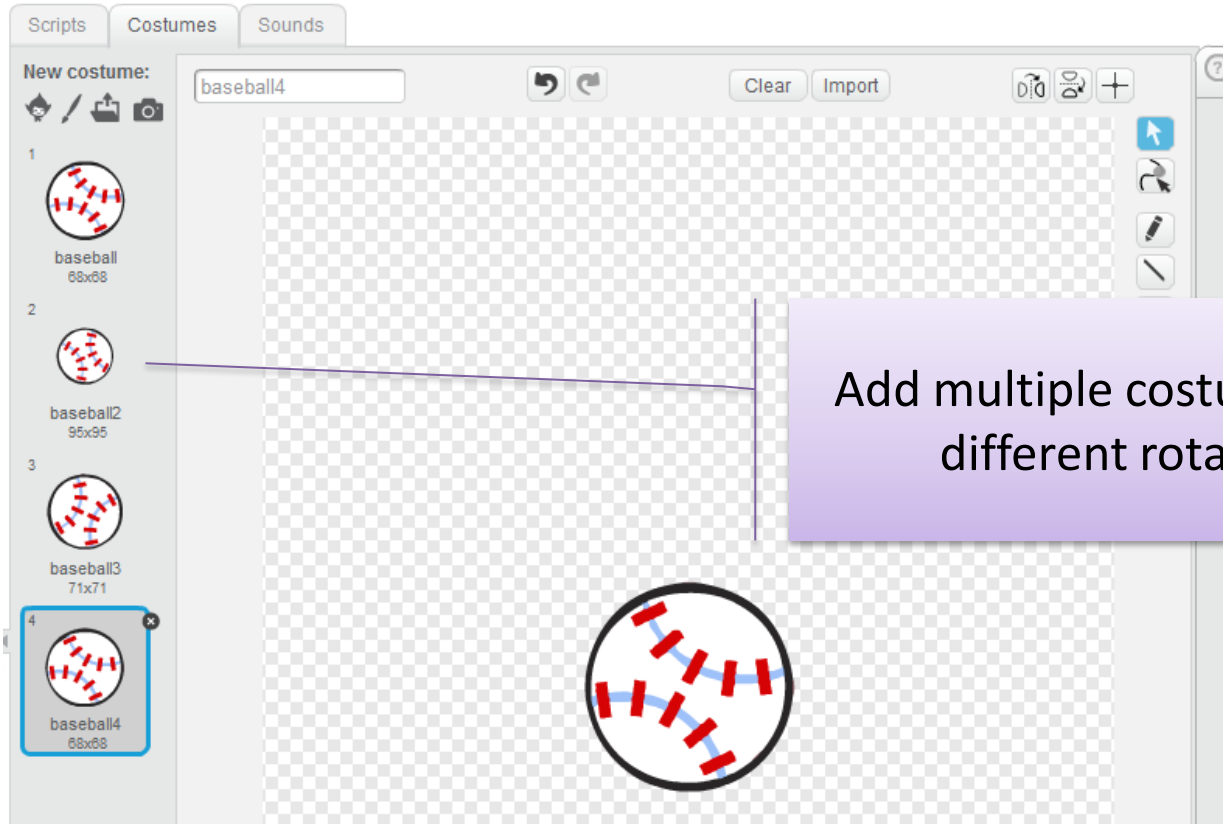 Scripts Costumes Sounds
New costume:
baseball4
Clear Import
?
1
baseball
68x68
2
baseball2
95x95
3
baseball3
71x71
4
baseball4
68x68
Add multiple costu
different rota